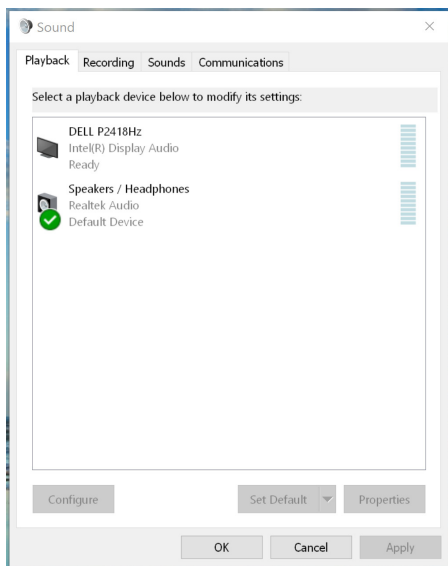 Sound
Playback Recording Sounds Communications
Select a playback device below to modify its settings:
DELL P2418Hz
Intel(R) Display Audio
Ready
Speakers / Headphones
Realtek Audio
Default Device
Configure Set Default Properties
OK Cancel Apply